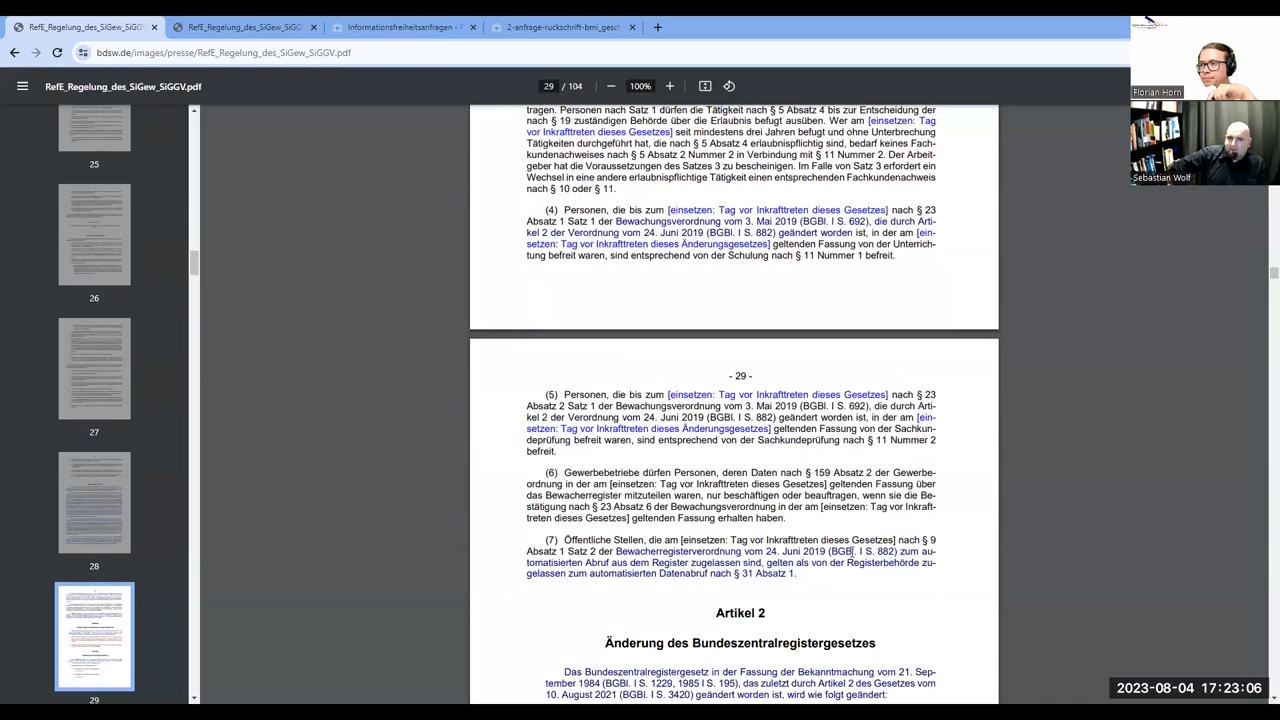 RefE_Regelung_des_SiGew_SiGGV.p
RefE_Regelung_des_SiGew_SiGGV.p
Informationsfreiheitsanfragen - F
2-anfrage-ruckschrift-bmi_gesch
bdsw.de/images/presse/RefE_Regelung_des_SiGew_SiGGV.pdf
RefE_Regelung_des_SiGew_SiGGV.pdf
29 / 104
100%
25
26
27
28
29
tragen. Personen nach Satz 1 dürfen die Tätigkeit nach § 5 Absatz 4 bis zur Entscheidung der
nach § 19 zuständigen Behörde über die Erlaubnis befugt ausüben. Wer am [einsetzen: Tag
vor Inkrafttreten dieses Gesetzes] seit mindestens drei Jahren befugt und ohne Unterbrechung
Tätigkeiten durchgeführt hat, die nach § 5 Absatz 4 erlaubnispflichtig sind, bedarf keines Fach-
kundenachweises nach § 5 Absatz 2 Nummer 2 in Verbindung mit § 11 Nummer 2. Der Arbeit-
geber hat die Voraussetzungen des Satzes 3 zu bescheinigen. Im Falle von Satz 3 erfordert ein
Wechsel in eine andere erlaubnispflichtige Tätigkeit einen entsprechenden Fachkundenachweis
nach § 10 oder § 11.
(4) Personen, die bis zum [einsetzen: Tag vor Inkrafttreten dieses Gesetzes] nach § 23
Absatz 1 Satz 1 der Bewachungsverordnung vom 3. Mai 2019 (BGBl. I S. 692), die durch Arti-
kel 2 der Verordnung vom 24. Juni 2019 (BGBl. I S. 882) geändert worden ist, in der am [ein-
setzen: Tag vor Inkrafttreten dieses Änderungsgesetzes] geltenden Fassung von der Unterrich-
tung befreit waren, sind entsprechend von der Schulung nach § 11 Nummer 1 befreit.
- 29 -
(5) Personen, die bis zum [einsetzen: Tag vor Inkrafttreten dieses Gesetzes] nach § 23
Absatz 2 Satz 1 der Bewachungsverordnung vom 3. Mai 2019 (BGBl. I S. 692), die durch Arti-
kel 2 der Verordnung vom 24. Juni 2019 (BGBl. I S. 882) geändert worden ist, in der am [ein-
setzen: Tag vor Inkrafttreten dieses Änderungsgesetzes] geltenden Fassung von der Sachkun-
deprüfung befreit waren, sind entsprechend von der Sachkundeprüfung nach § 11 Nummer 2
befreit.
(6) Gewerbebetriebe dürfen Personen, deren Daten nach § 159 Absatz 2 der Gewerbe-
ordnung in der am [einsetzen: Tag vor Inkrafttreten dieses Gesetzes] geltenden Fassung über
das Bewacherregister mitzuteilen waren, nur beschäftigen oder beauftragen, wenn sie die Be-
stätigung nach § 23 Absatz 6 der Bewachungsverordnung in der am [einsetzen: Tag vor Inkraft-
treten dieses Gesetzes] geltenden Fassung erhalten haben.
(7) Öffentliche Stellen, die am [einsetzen: Tag vor Inkrafttreten dieses Gesetzes] nach § 9
Absatz 1 Satz 2 der Bewacherregisterverordnung vom 24. Juni 2019 (BGBl. I S. 882) zum au-
tomatisierten Abruf aus dem Register zugelassen sind, gelten als von der Registerbehörde zu-
gelassen zum automatisierten Datenabruf nach § 31 Absatz 1.
Artikel 2
Änderung des Bundeszentralregistergesetzes
Das Bundeszentralregistergesetz in der Fassung der Bekanntmachung vom 21. Sep-
tember 1984 (BGBl. I S. 1229, 1985 I S. 195), das zuletzt durch Artikel 2 des Gesetzes vom
10. August 2021 (BGBl. I S. 3420) geändert worden ist, wird wie folgt geändert:
Florian Horn
Sebastian Wolf
2023-08-04 17:23:06